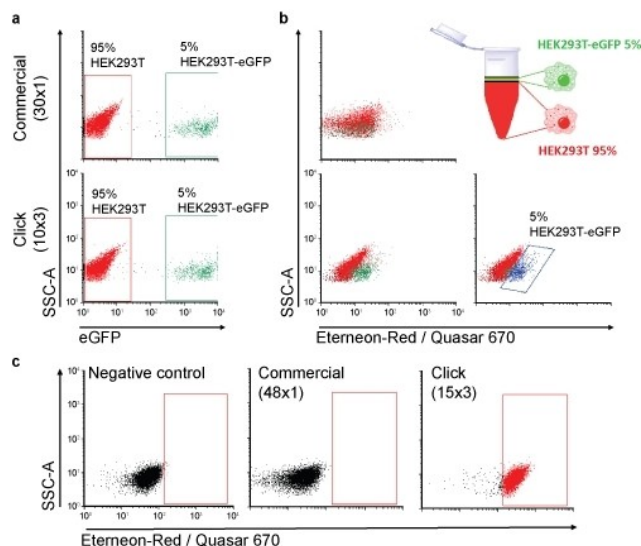 a
b
95%
HEK293T
5%
HEK293T-eGFP
Commercial
(30x1)
HEK293T-eGFP 5%
HEK293T 95%
95%
HEK293T
5%
HEK293T-eGFP
Click
(10x3)
SSC-A
5%
HEK293T-eGFP
SSC-A
eGFP
Eterneon-Red / Quasar 670
c
Negative control
Commercial
(48x1)
Click
(15x3)
SSC-A
Eterneon-Red / Quasar 670